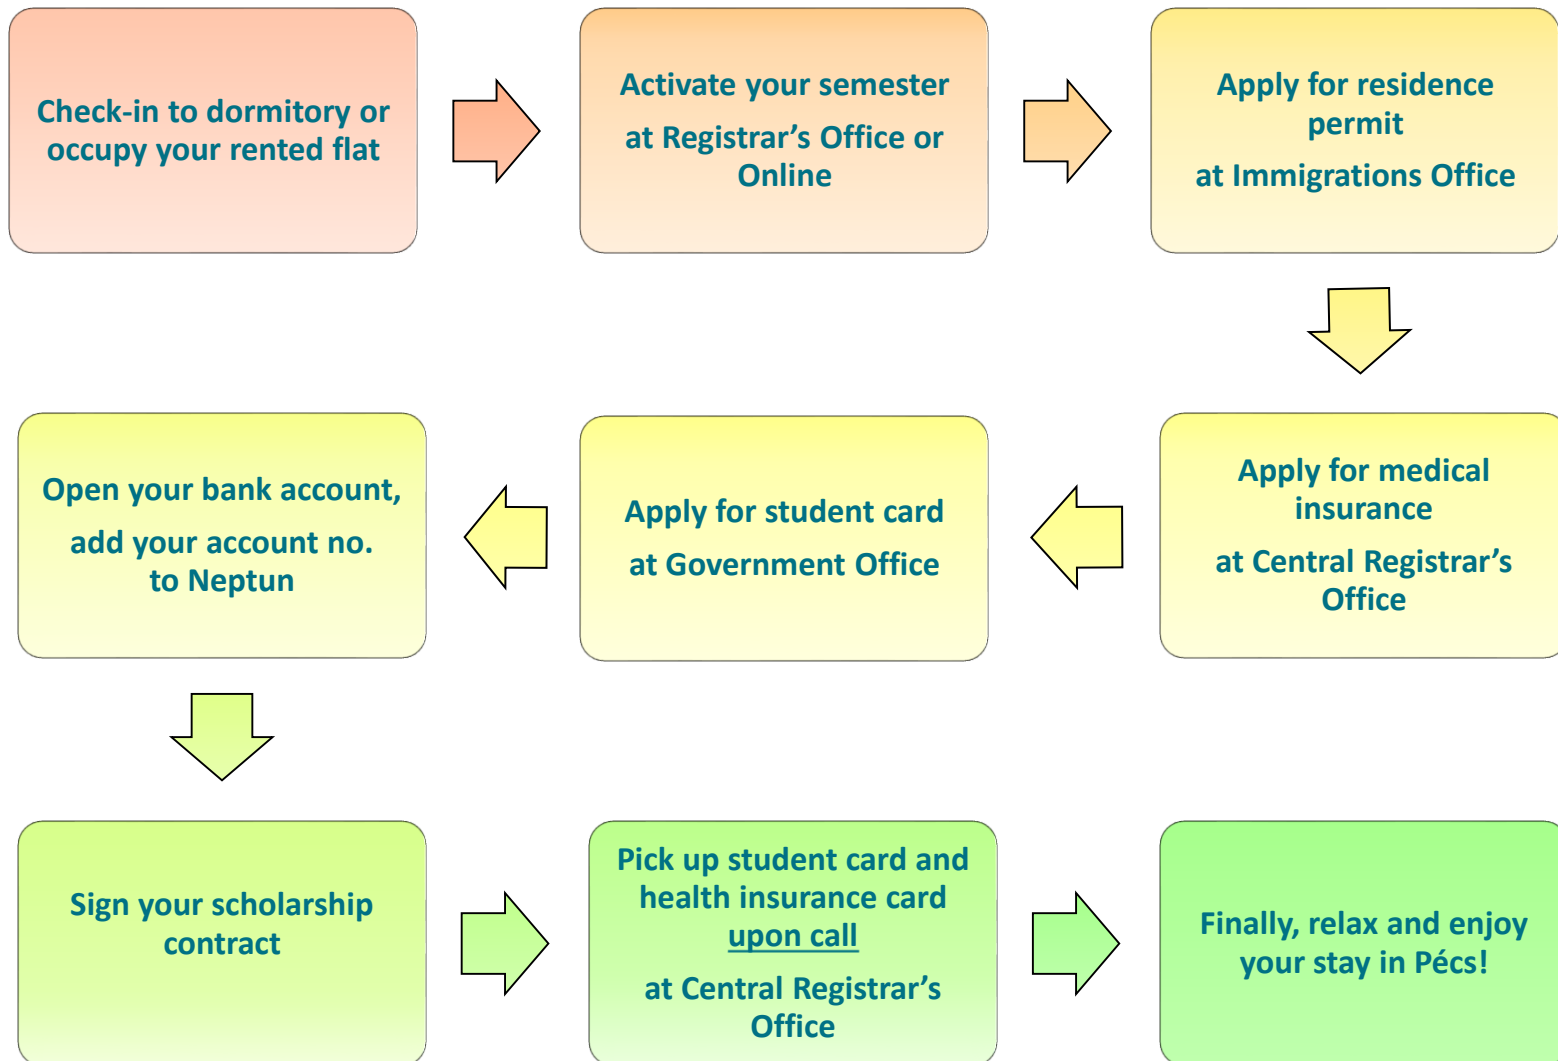 Check-in to dormitory or
occupy your rented flat
Activate your semester
at Registrar’s Office or
Online
Apply for residence
permit
at Immigrations Office
Apply for medical
insurance
at Central Registrar’s
Office
Apply for student card
at Government Office
Open your bank account,
add your account no.
to Neptun
Sign your scholarship
contract
Pick up student card and
health insurance card
upon call
at Central Registrar’s
Office
Finally, relax and enjoy
your stay in Pécs!